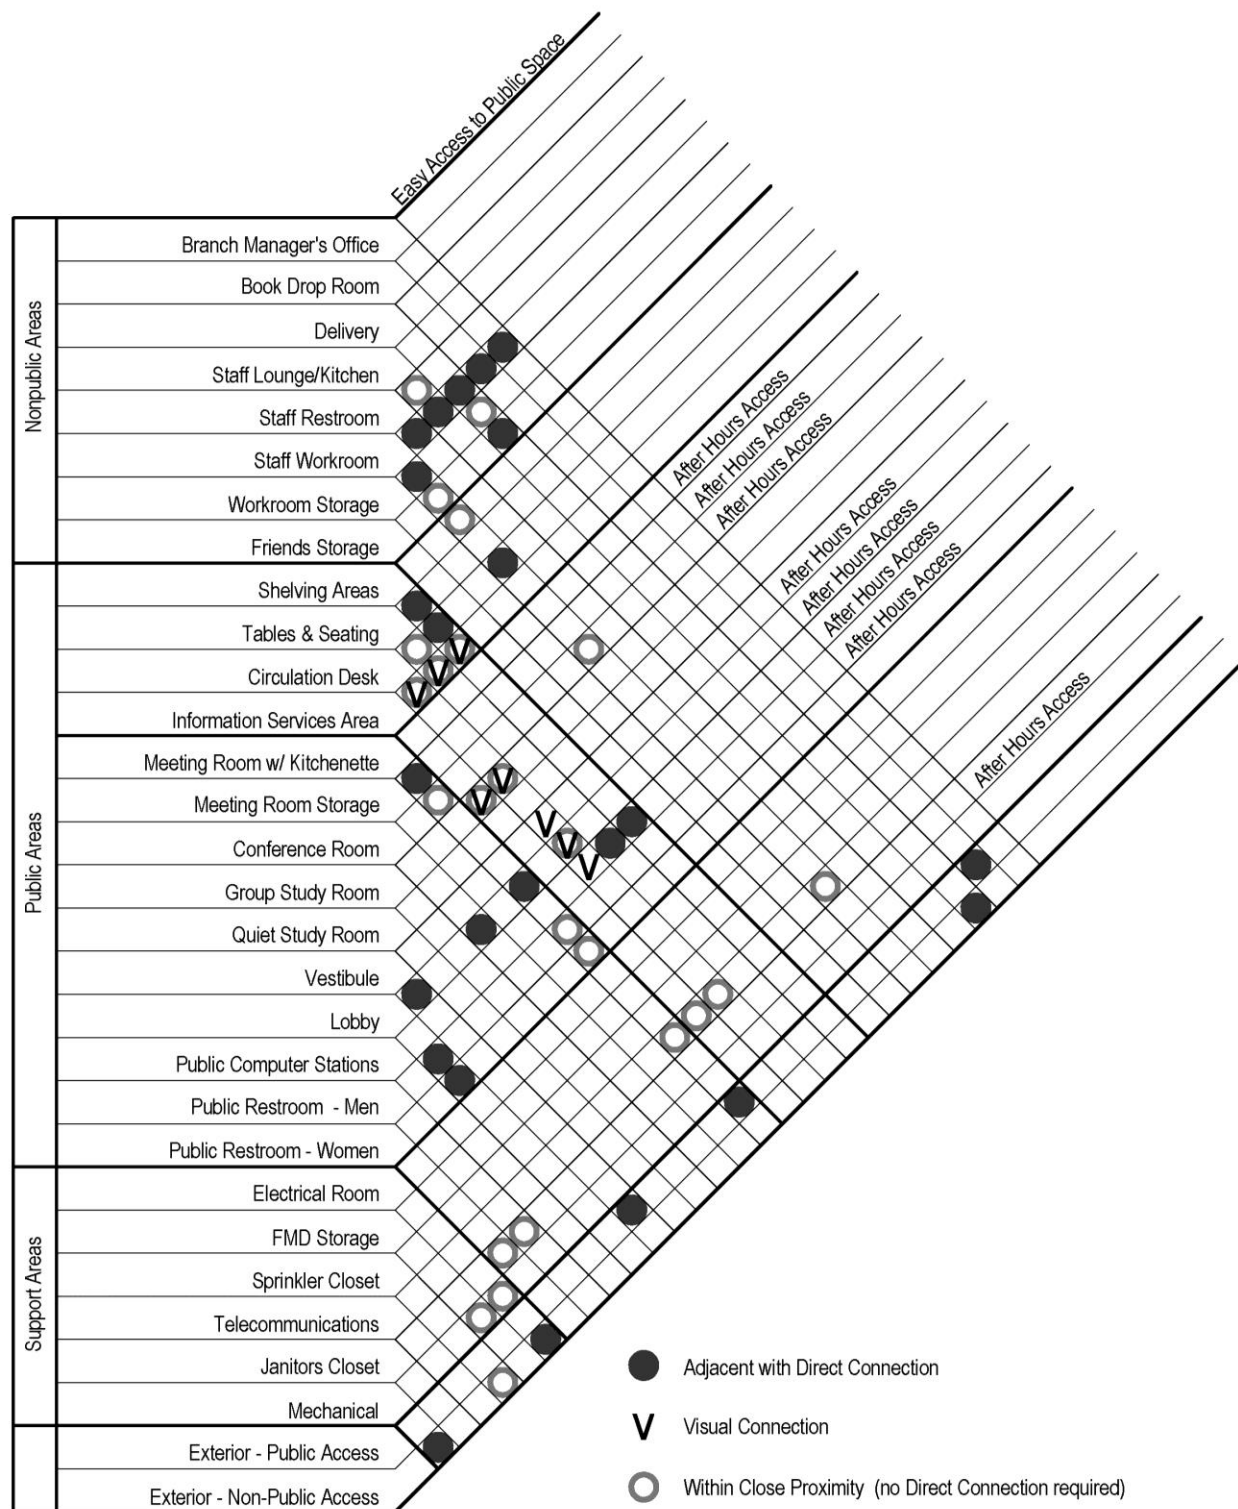 Easy Access to Public Space
Nonpublic Areas
Branch Manager's Office
Book Drop Room
Delivery
Staff Lounge/Kitchen
Staff Restroom
Staff Workroom
Workroom Storage
Friends Storage
Public Areas
Shelving Areas
Tables & Seating
Circulation Desk
Information Services Area
Meeting Room w/ Kitchenette
Meeting Room Storage
Conference Room
Group Study Room
Quiet Study Room
Vestibule
Lobby
Public Computer Stations
Public Restroom - Men
Public Restroom - Women
Support Areas
Electrical Room
FMD Storage
Sprinkler Closet
Telecommunications
Janitors Closet
Mechanical
Exterior - Public Access
Exterior - Non-Public Access
After Hours Access
After Hours Access
After Hours Access
After Hours Access
After Hours Access
After Hours Access
After Hours Access
After Hours Access
V
V
V
V
V
V
V
V
Adjacent with Direct Connection
V Visual Connection
Within Close Proximity (no Direct Connection required)